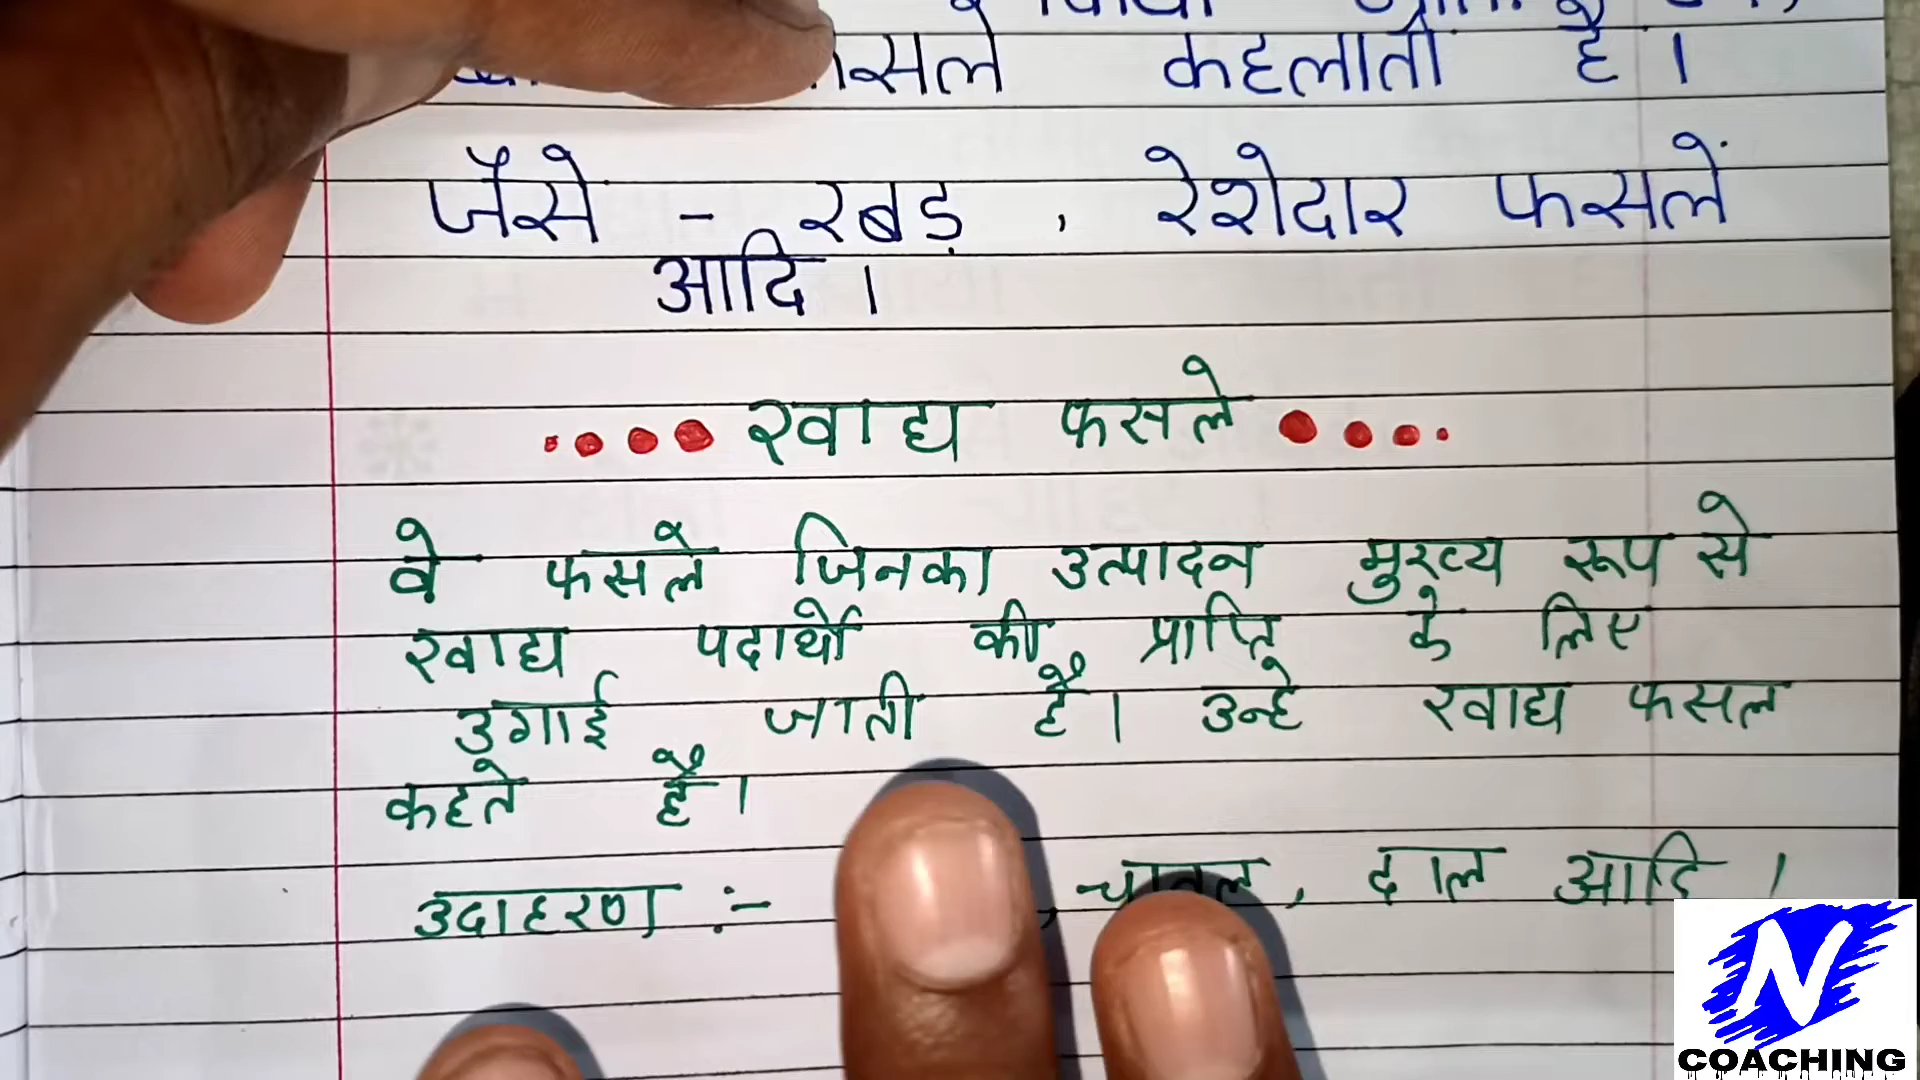 फसले कहलाती है ।
जैसे - रबड़ , रेशेदार फसलें
आदि ।
खाद्य फसले
वे फसले जिनका उत्पादन मुख्य रूप से
खाद्य पदार्थो की प्राप्ति के लिए
उगाई जाती है । उन्हे खाद्य फसल
कहते है ।
उदाहरण :- , चावल , दाल आदि ।
N
COACHING